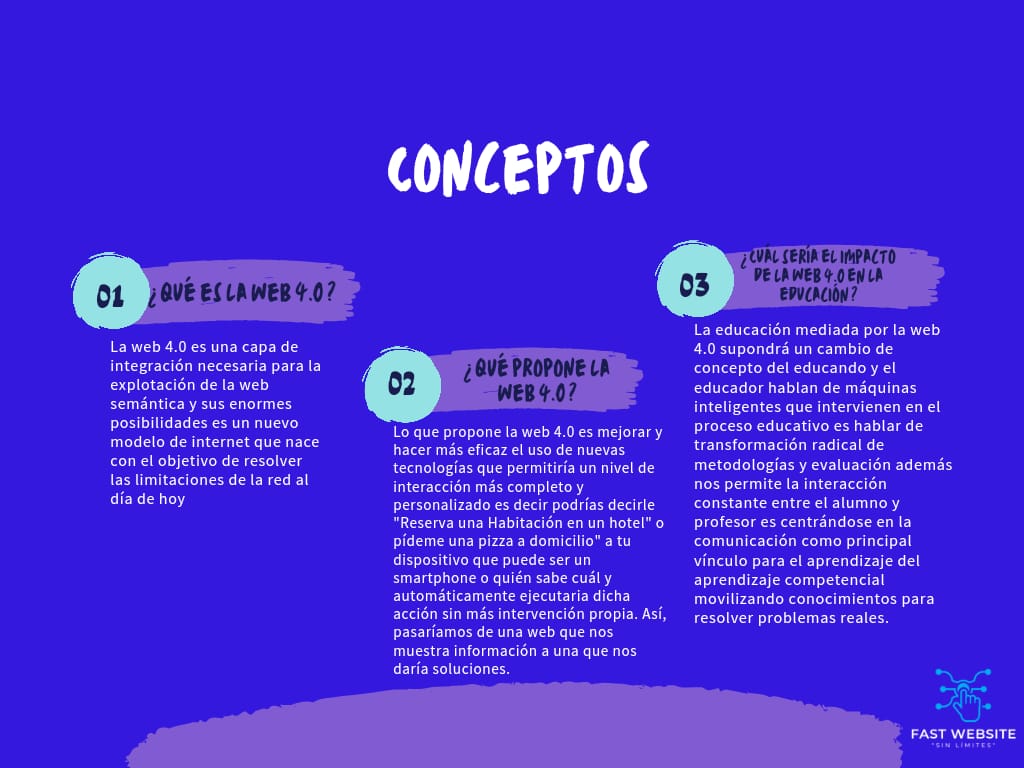 CONCEPTOS
01
¿QUÉ ES LA WEB 4.0?
La web 4.0 es una capa de
integración necesaria para la
explotación de la web
semántica y sus enormes
posibilidades es un nuevo
modelo de internet que nace
con el objetivo de resolver
las limitaciones de la red al
día de hoy
02
¿QUÉ PROPONE LA
WEB 4.0?
Lo que propone la web 4.0 es mejorar y
hacer más eficaz el uso de nuevas
tecnologías que permitiría un nivel de
interacción más completo y
personalizado es decir podrías decirle
"Reserva una Habitación en un hotel" o
pídeme una pizza a domicilio" a tu
dispositivo que puede ser un
smartphone o quién sabe cuál y
automáticamente ejecutaria dicha
acción sin más intervención propia. Así,
pasaríamos de una web que nos
muestra información a una que nos
daría soluciones.
03
¿CUÁL SERÍA EL IMPACTO
DE LA WEB 4.0 EN LA
EDUCACIÓN?
La educación mediada por la web
4.0 supondrá un cambio de
concepto del educando y el
educador hablan de máquinas
inteligentes que intervienen en el
proceso educativo es hablar de
transformación radical de
metodologías y evaluación además
nos permite la interacción
constante entre el alumno y
profesor es centrándose en la
comunicación como principal
vínculo para el aprendizaje del
aprendizaje competencial
movilizando conocimientos para
resolver problemas reales.
FAST WEBSITE
"SIN LÍMITES"